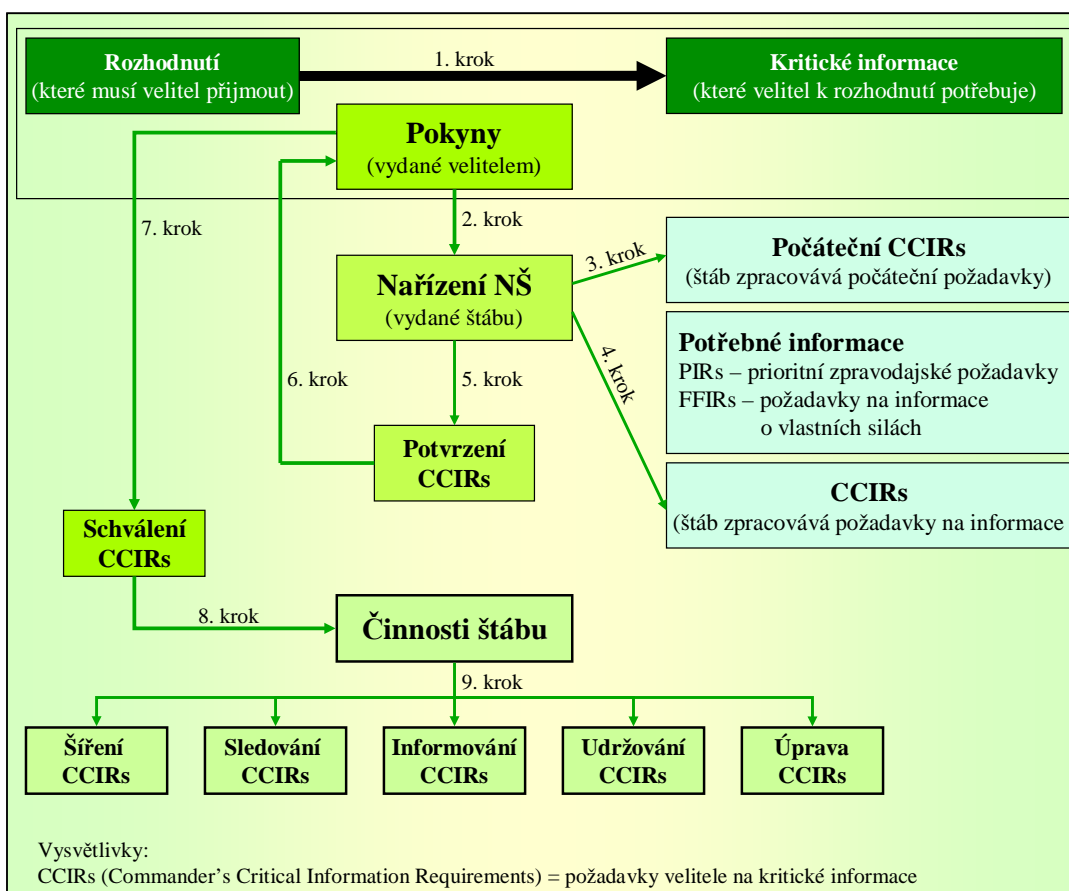 Rozhodnutí
(které musí velitel přijmout)
1. krok
Kritické informace
(které velitel k rozhodnutí potřebuje)
Pokyny
(vydané velitelem)
7. krok
2. krok
Nařízení NŠ
(vydané štábu)
3. krok
Počáteční CCIRs
(štáb zpracovává počáteční požadavky)
4. krok
Potřebné informace
PIRs – prioritní zpravodajské požadavky
FFIRs – požadavky na informace
o vlastních silách
6. krok
5. krok
Potvrzení
CCIRs
CCIRs
(štáb zpracovává požadavky na informace
Schválení
CCIRs
8. krok
Činnosti štábu
9. krok
Šíření
CCIRs
Sledování
CCIRs
Informování
CCIRs
Udržování
CCIRs
Úprava
CCIRs
Vysvětlivky:
CCIRs (Commander’s Critical Information Requirements) = požadavky velitele na kritické informace